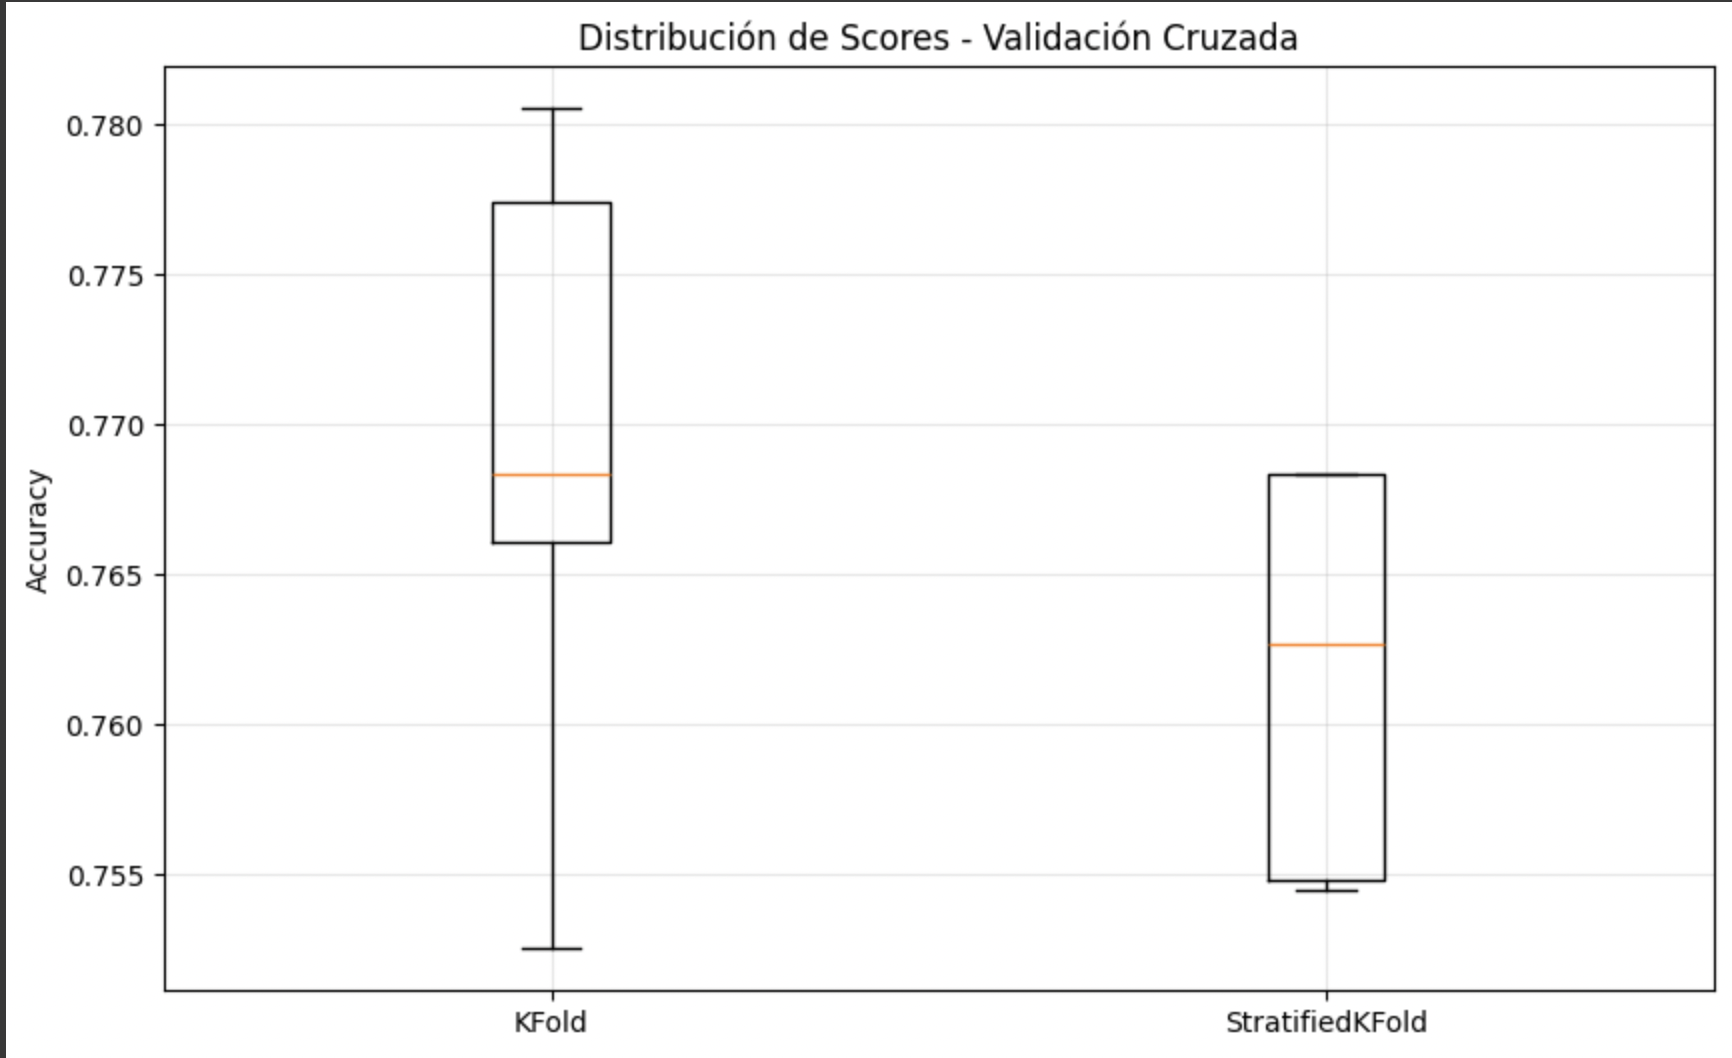 Distribución de Scores - Validación Cruzada
0.780
0.775
0.770
0.765
0.760
0.755
Accuracy
KFold
StratifiedKFold